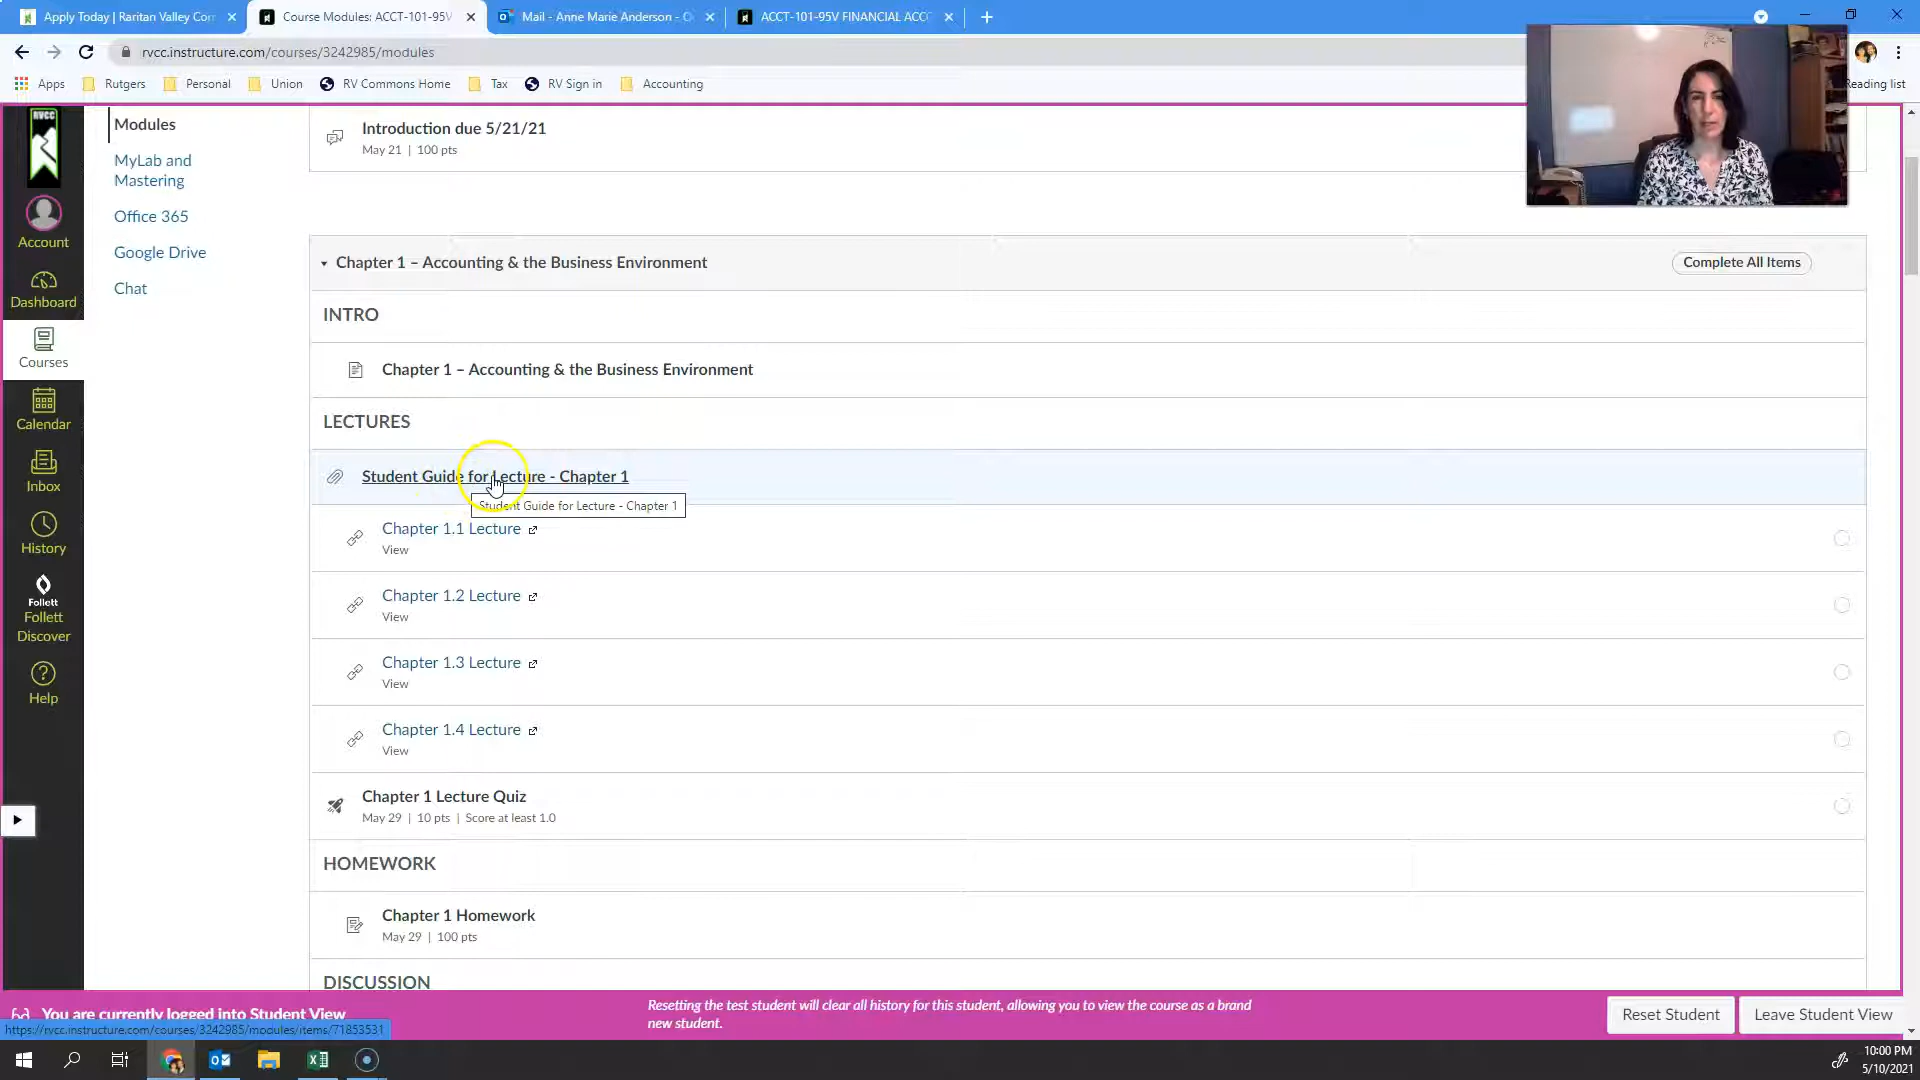 Apply Today | Raritan Valley Com
Course Modules: ACCT-101-95V
Mail - Anne Marie Anderson - O
ACCT-101-95V FINANCIAL ACCO
rvcc.instructure.com/courses/3242985/modules
Apps
Rutgers
Personal
Union
RV Commons Home
Tax
RV Sign in
Accounting
Reading list
RVCC
Account
Dashboard
Courses
Calendar
Inbox
History
Follett
Follett
Discover
Help
Modules
MyLab and
Mastering
Office 365
Google Drive
Chat
Introduction due 5/21/21
May 21 | 100 pts
Chapter 1 – Accounting & the Business Environment
Complete All Items
INTRO
Chapter 1 – Accounting & the Business Environment
LECTURES
Student Guide for Lecture - Chapter 1
Student Guide for Lecture - Chapter 1
Chapter 1.1 Lecture
View
Chapter 1.2 Lecture
View
Chapter 1.3 Lecture
View
Chapter 1.4 Lecture
View
Chapter 1 Lecture Quiz
May 29 | 10 pts | Score at least 1.0
HOMEWORK
Chapter 1 Homework
May 29 | 100 pts
DISCUSSION
You are currently logged into Student View
Resetting the test student will clear all history for this student, allowing you to view the course as a brand
new student.
Reset Student
Leave Student View
https://rvcc.instructure.com/courses/3242985/modules/items/71853531
10:00 PM
5/10/2021